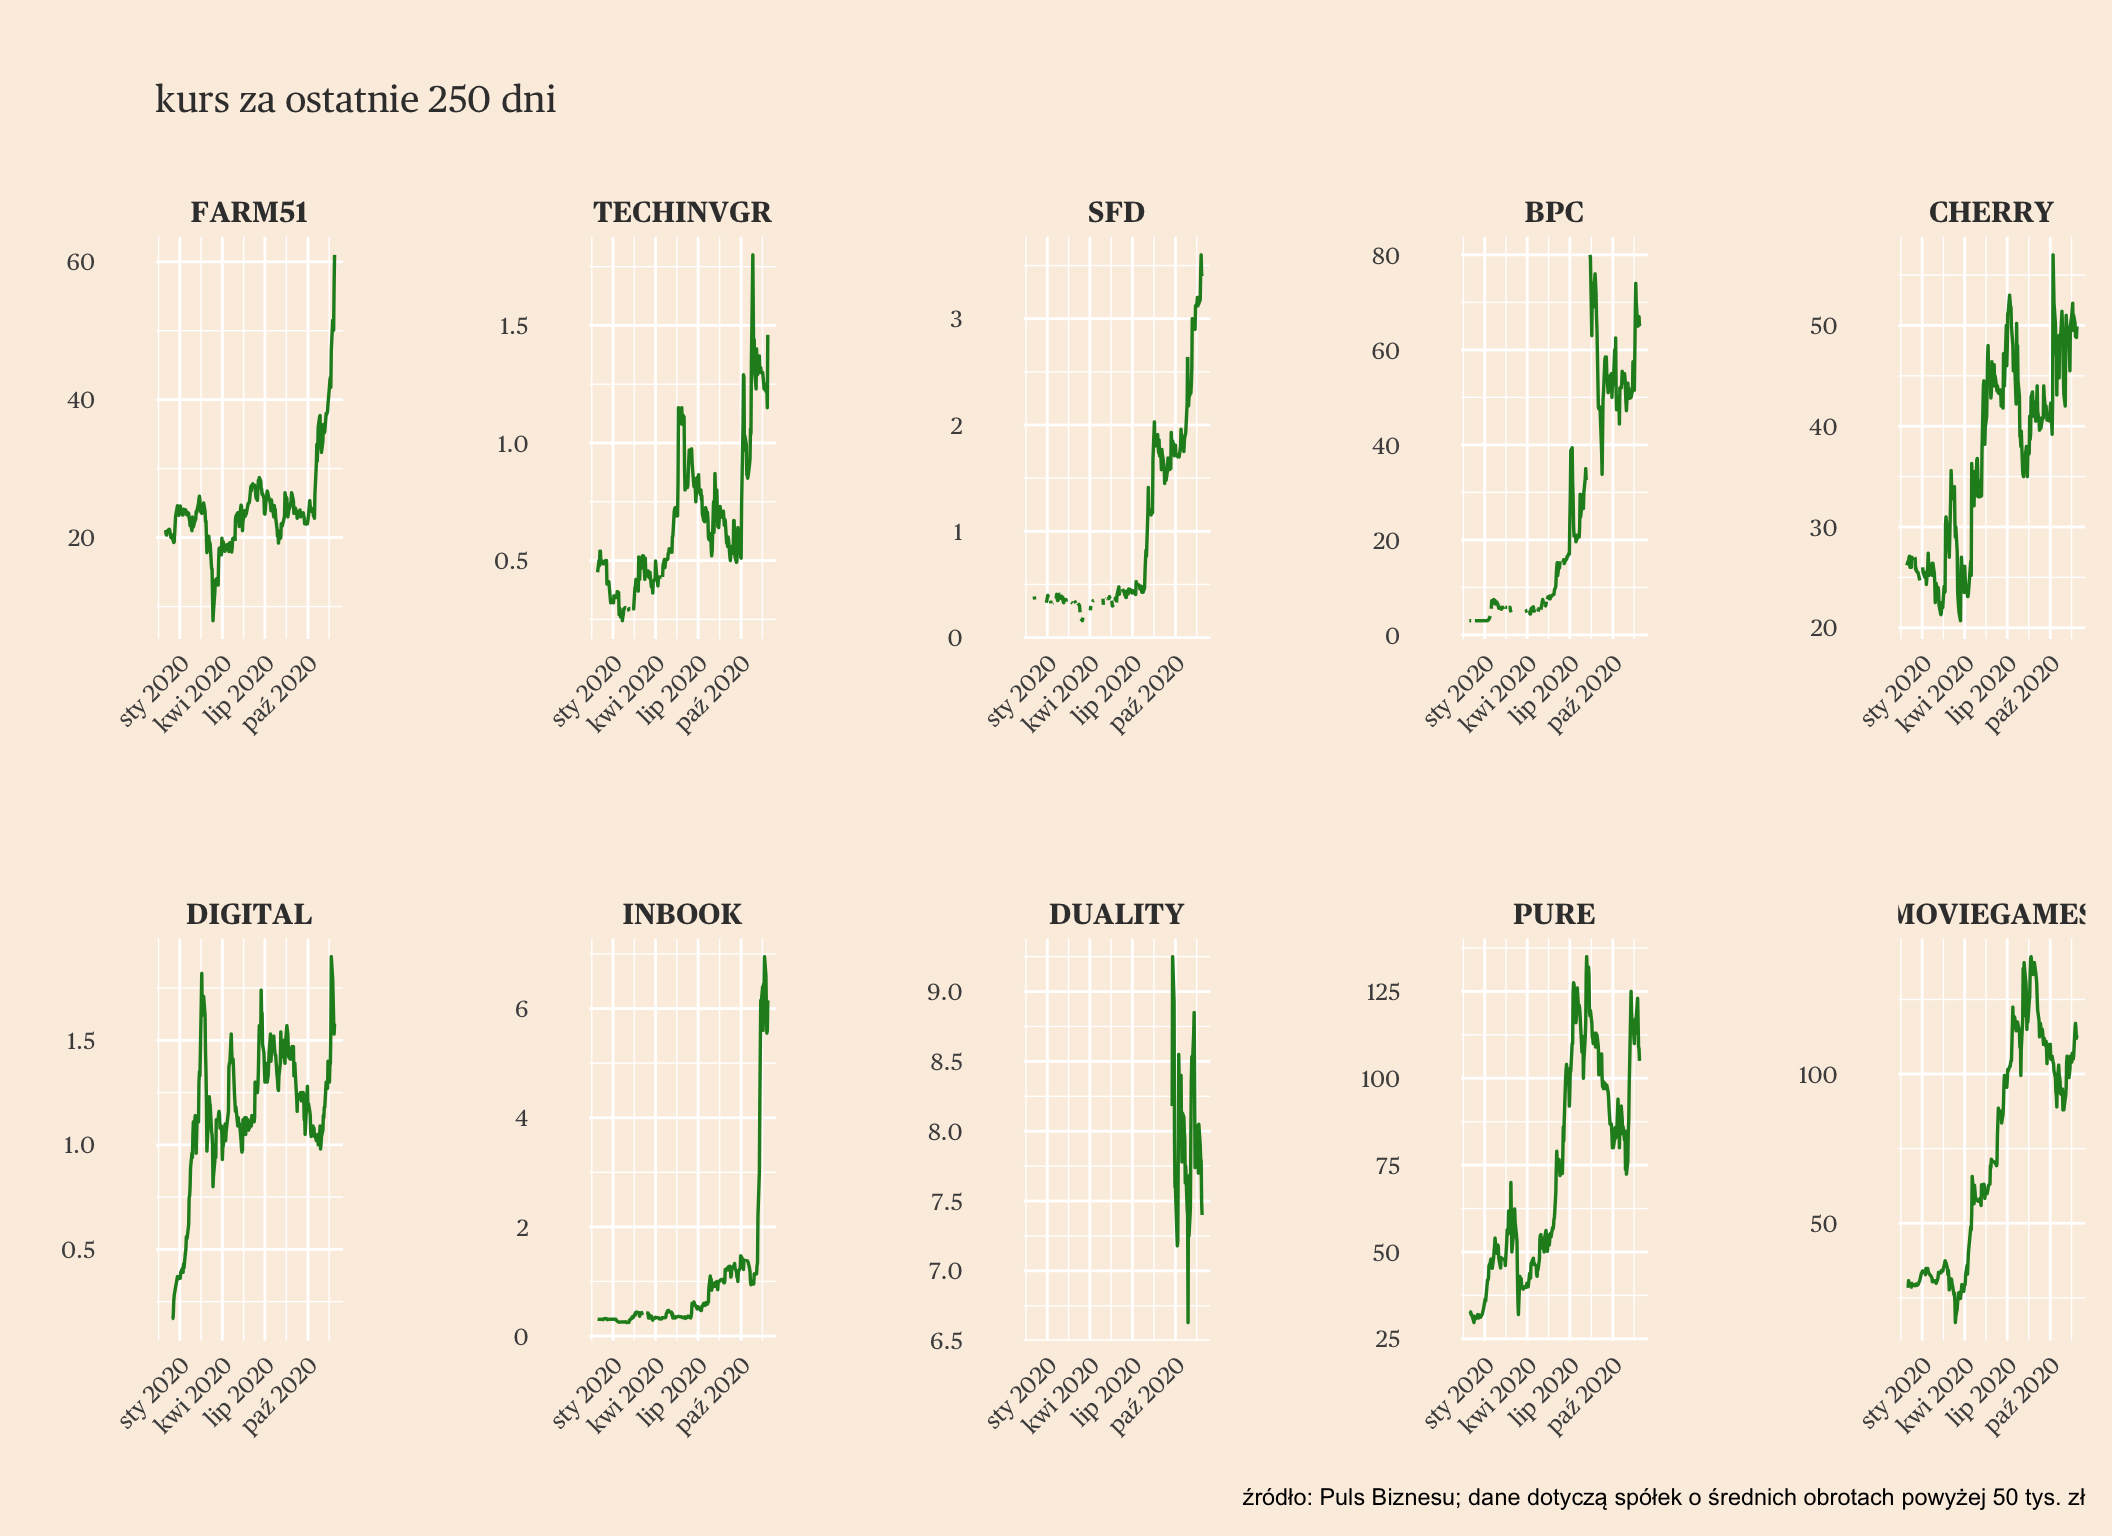 kurs za ostatnie 250 dni
FARM51
60
40
20
sty 2020
kwi 2020
lip 2020
paź 2020
TECHINVGR
1.5
1.0
0.5
sty 2020
kwi 2020
lip 2020
paź 2020
SFD
3
2
1
0
sty 2020
kwi 2020
lip 2020
paź 2020
BPC
80
60
40
20
0
sty 2020
kwi 2020
lip 2020
paź 2020
CHERRY
50
40
30
20
sty 2020
kwi 2020
lip 2020
paź 2020
DIGITAL
1.5
1.0
0.5
sty 2020
kwi 2020
lip 2020
paź 2020
INBOOK
6
4
2
0
sty 2020
kwi 2020
lip 2020
paź 2020
DUALITY
9.0
8.5
8.0
7.5
7.0
6.5
sty 2020
kwi 2020
lip 2020
paź 2020
PURE
125
100
75
50
25
sty 2020
kwi 2020
lip 2020
paź 2020
MOVIEGAMES
100
50
sty 2020
kwi 2020
lip 2020
paź 2020
źródło: Puls Biznesu; dane dotyczą spółek o średnich obrotach powyżej 50 tys. zł